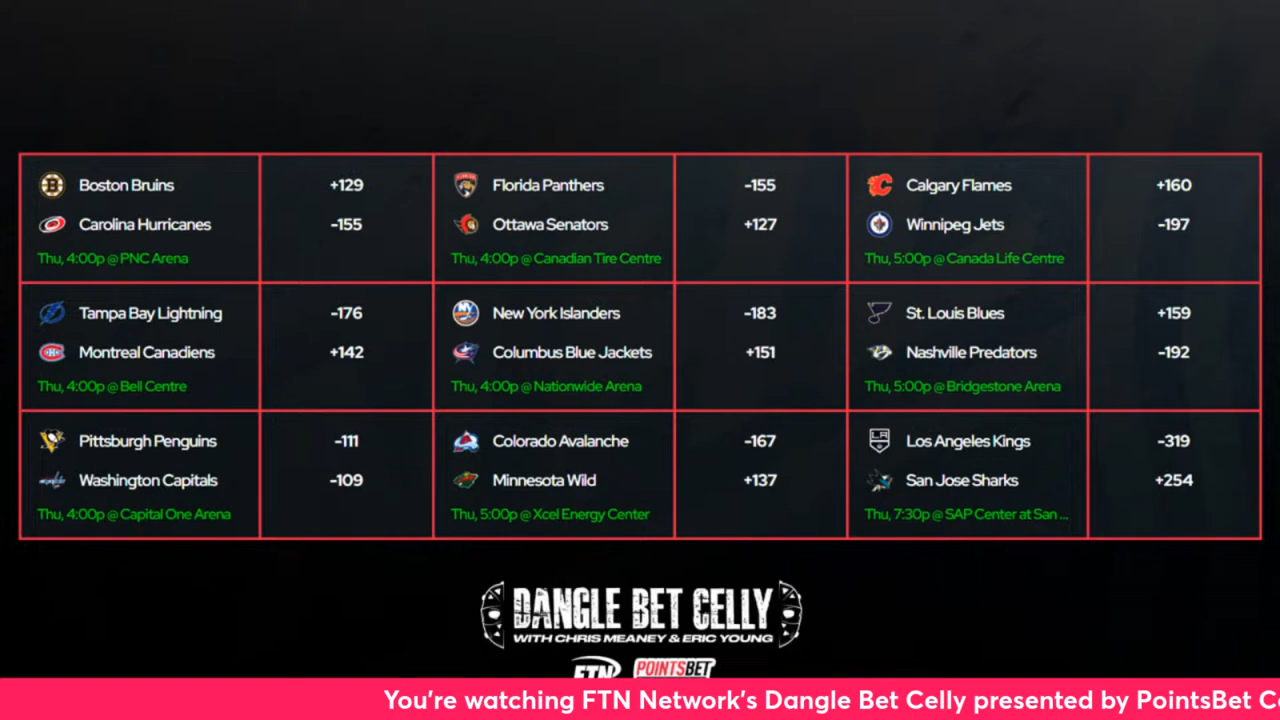 Boston Bruins +129
Carolina Hurricanes -155
Thu, 4:00p @ PNC Arena
Florida Panthers -155
Ottawa Senators +127
Thu, 4:00p @ Canadian Tire Centre
Calgary Flames +160
Winnipeg Jets -197
Thu, 5:00p @ Canada Life Centre
Tampa Bay Lightning -176
Montreal Canadiens +142
Thu, 4:00p @ Bell Centre
New York Islanders -183
Columbus Blue Jackets +151
Thu, 4:00p @ Nationwide Arena
St. Louis Blues +159
Nashville Predators -192
Thu, 5:00p @ Bridgestone Arena
Pittsburgh Penguins -111
Washington Capitals -109
Thu, 4:00p @ Capital One Arena
Colorado Avalanche -167
Minnesota Wild +137
Thu, 5:00p @ Xcel Energy Center
Los Angeles Kings -319
San Jose Sharks +254
Thu, 7:30p @ SAP Center at San ...
DANGLE BET CELLY
WITH CHRIS MEANEY & ERIC YOUNG
FTN POINTSBET
You're watching FTN Network's Dangle Bet Celly presented by PointsBet C